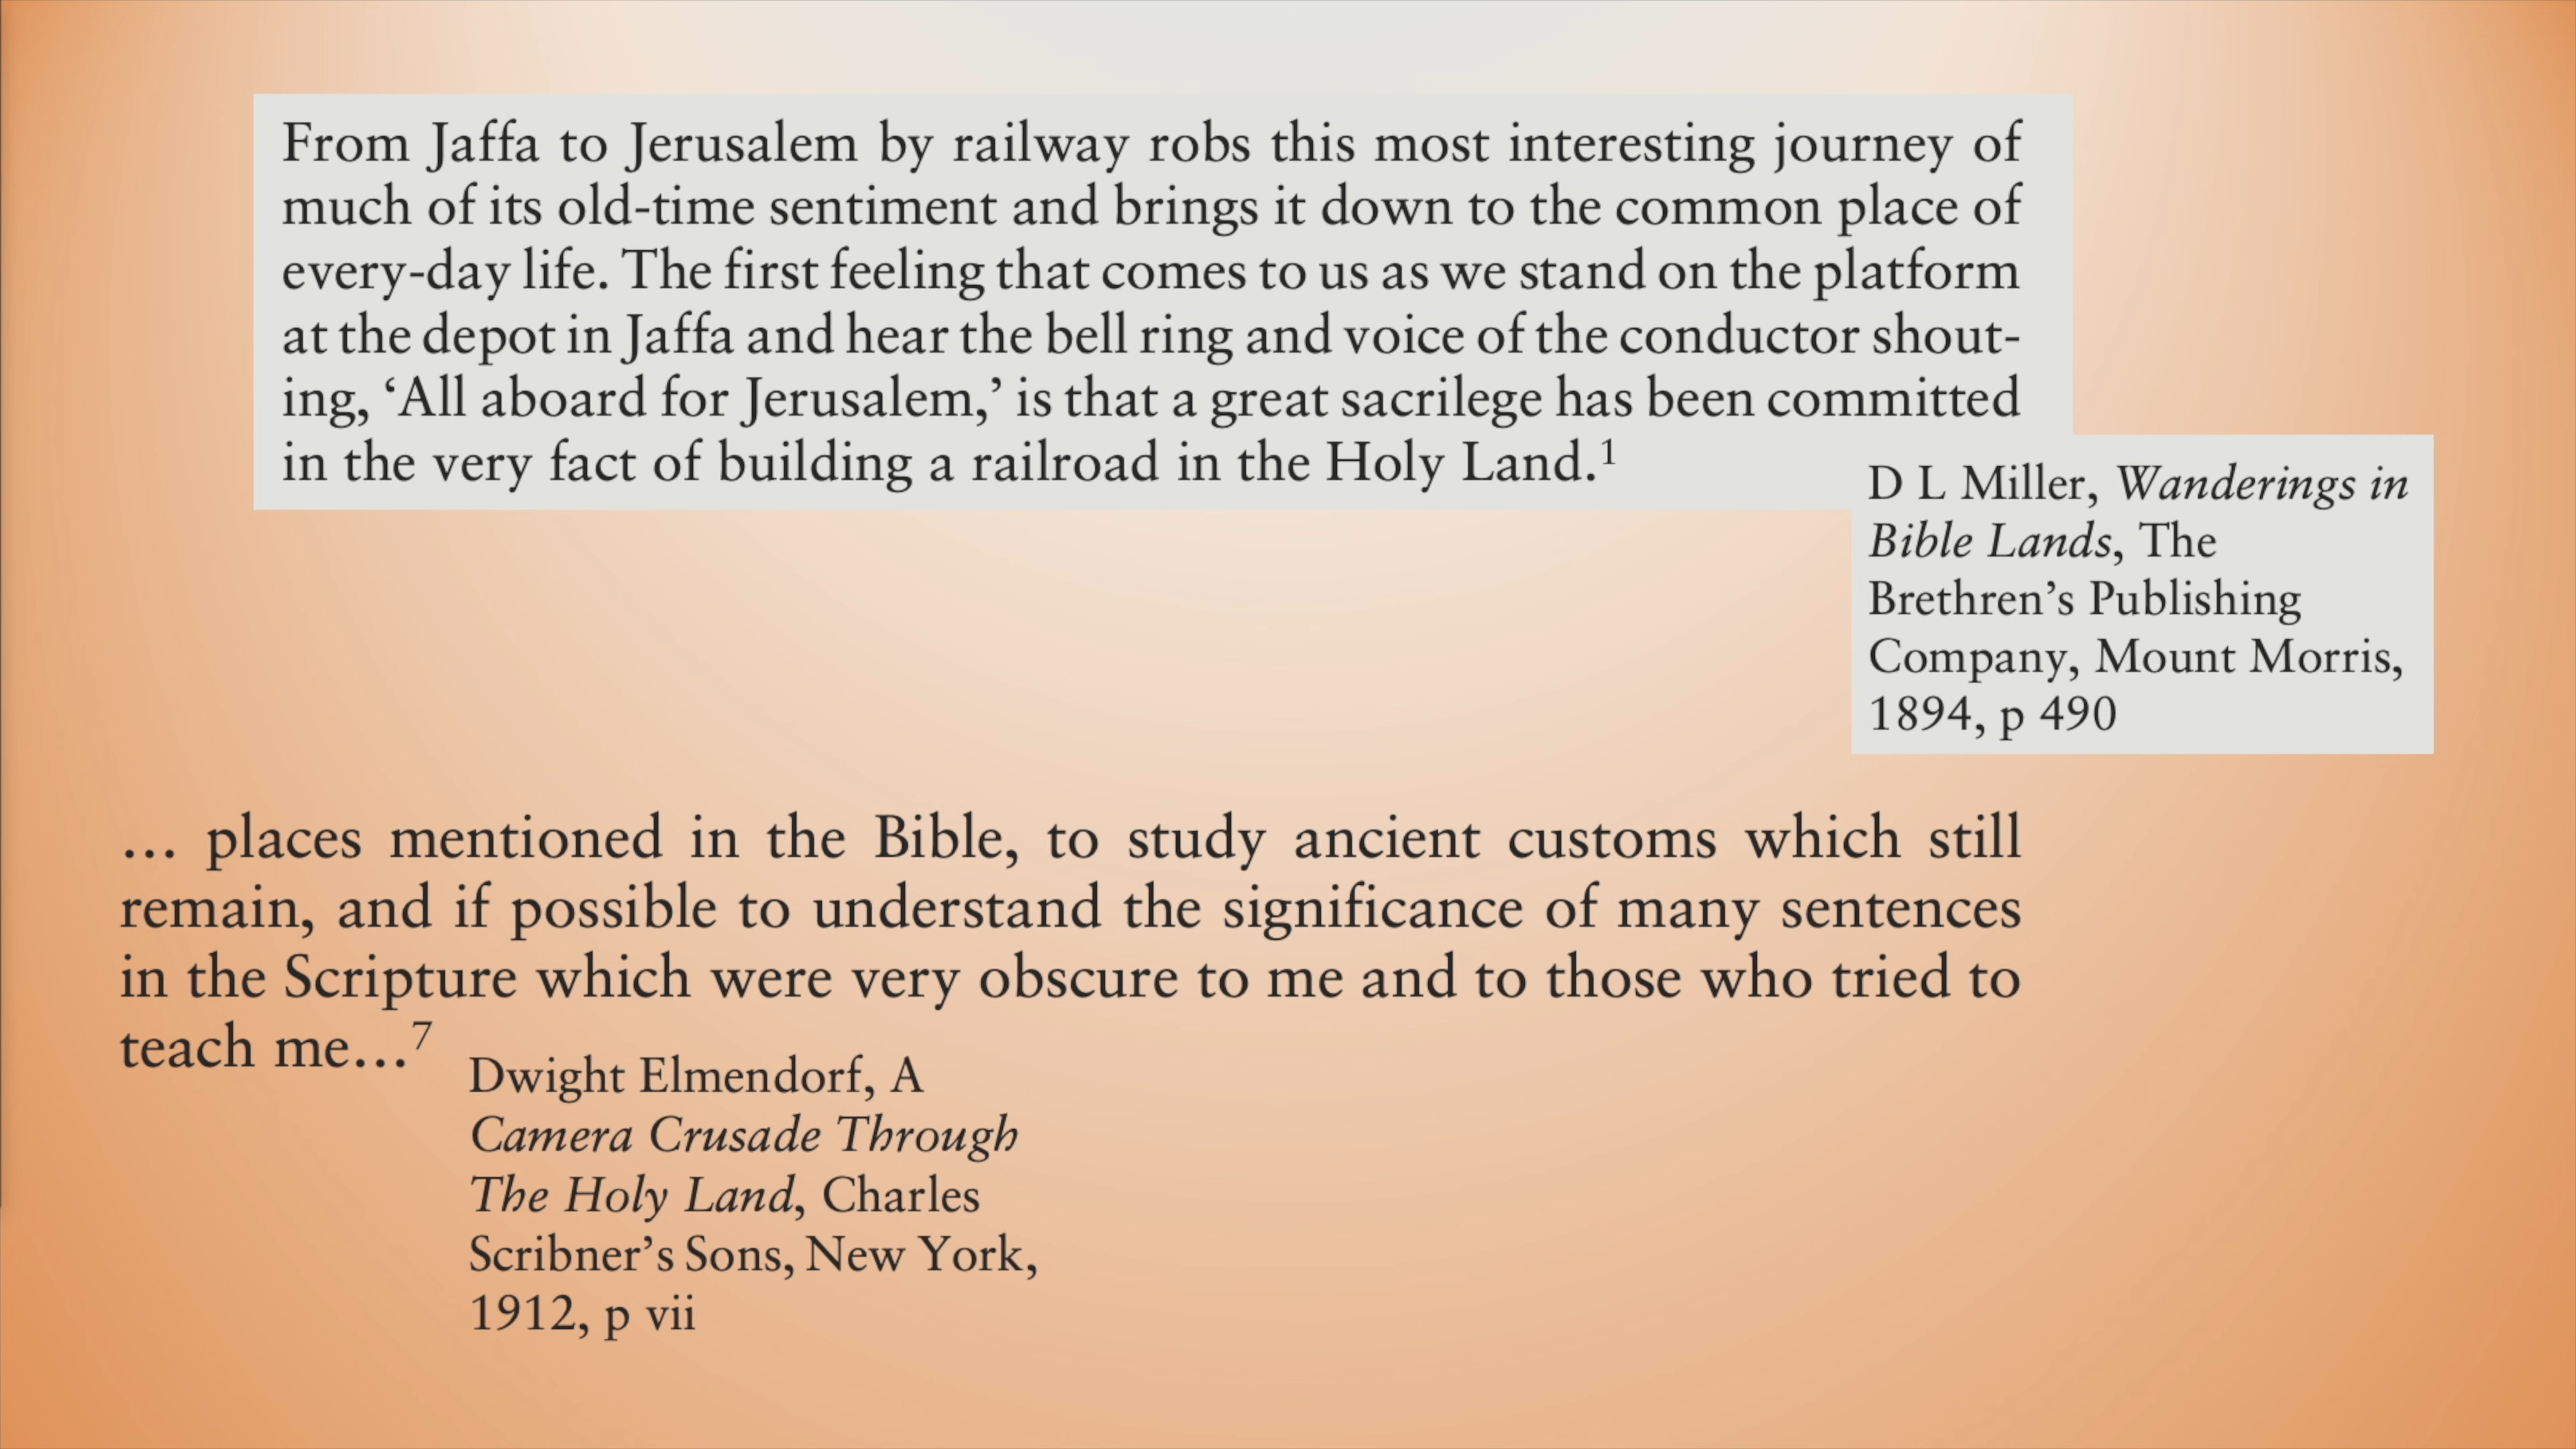 From Jaffa to Jerusalem by railway robs this most interesting journey of
much of its old-time sentiment and brings it down to the common place of
every-day life. The first feeling that comes to us as we stand on the platform
at the depot in Jaffa and hear the bell ring and voice of the conductor shout-
ing, ‘All aboard for Jerusalem,’ is that a great sacrilege has been committed
in the very fact of building a railroad in the Holy Land.¹
D L Miller, Wanderings in
Bible Lands, The
Brethren’s Publishing
Company, Mount Morris,
1894, p 490
… places mentioned in the Bible, to study ancient customs which still
remain, and if possible to understand the significance of many sentences
in the Scripture which were very obscure to me and to those who tried to
teach me…⁷
Dwight Elmendorf, A
Camera Crusade Through
The Holy Land, Charles
Scribner’s Sons, New York,
1912, p vii